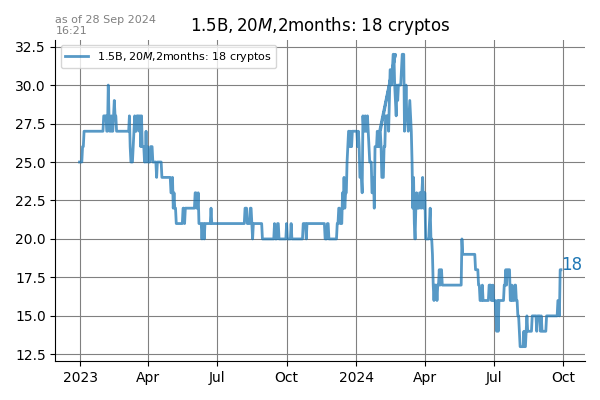 as of 28 Sep 2024
16:21
1.5B, 20M,2months: 18 cryptos
1.5B, 20M,2months: 18 cryptos
32.5
30.0
27.5
25.0
22.5
20.0
17.5
15.0
12.5
18
2023
Apr
Jul
Oct
2024
Apr
Jul
Oct